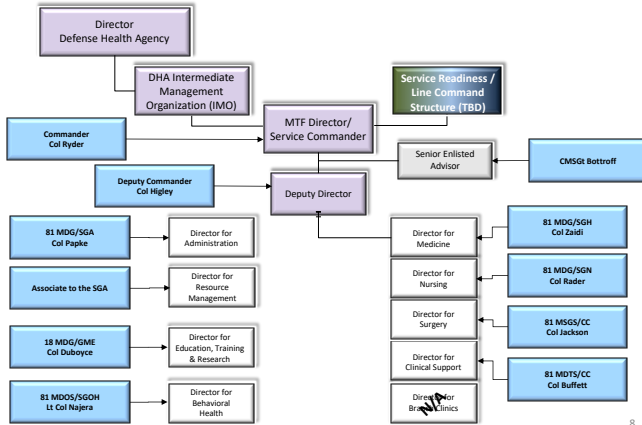 Director
Defense Health Agency
DHA Intermediate
Management
Organization (IMO)
Service Readiness /
Line Command
Structure (TBD)
MTF Director/
Service Commander
Commander
Col Ryder
Senior Enlisted
Advisor
CMSGt Bottroff
Deputy Commander
Col Higley
Deputy Director
81 MDG/SGA
Col Papke
Director for
Administration
Director for
Medicine
81 MDG/SGH
Col Zaidi
Associate to the SGA
Director for
Resource
Management
Director for
Nursing
81 MDG/SGN
Col Rader
18 MDG/GME
Col Duboyce
Director for
Education, Training
& Research
Director for
Surgery
81 MSGS/CC
Col Jackson
Director for
Clinical Support
81 MDTS/CC
Col Buffett
81 MDOS/SGOH
Lt Col Najera
Director for
Behavioral
Health
Director for
Branch Clinics
N/A
8